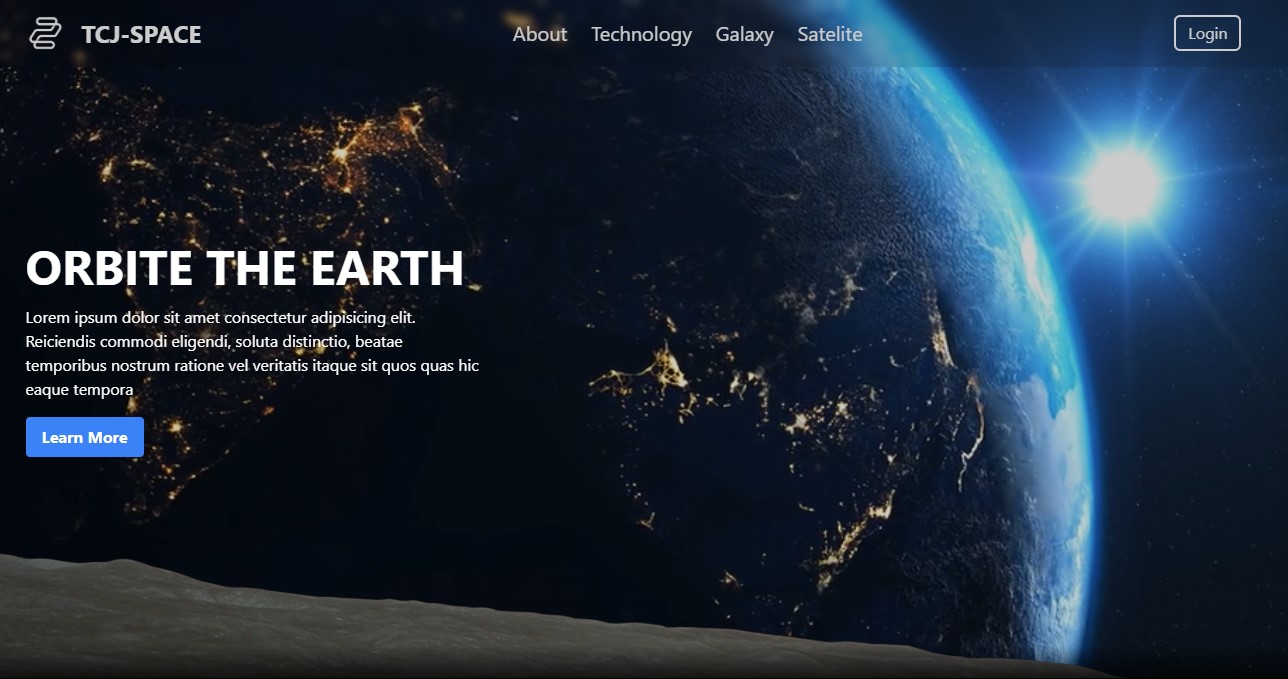 TCJ-SPACE
About Technology Galaxy Satelite
Login
ORBITE THE EARTH
Lorem ipsum dolor sit amet consectetur adipisicing elit.
Reiciendis commodi eligendi, soluta distinctio, beatae
temporibus nostrum ratione vel veritatis itaque sit quos quas hic
eaque tempora
Learn More